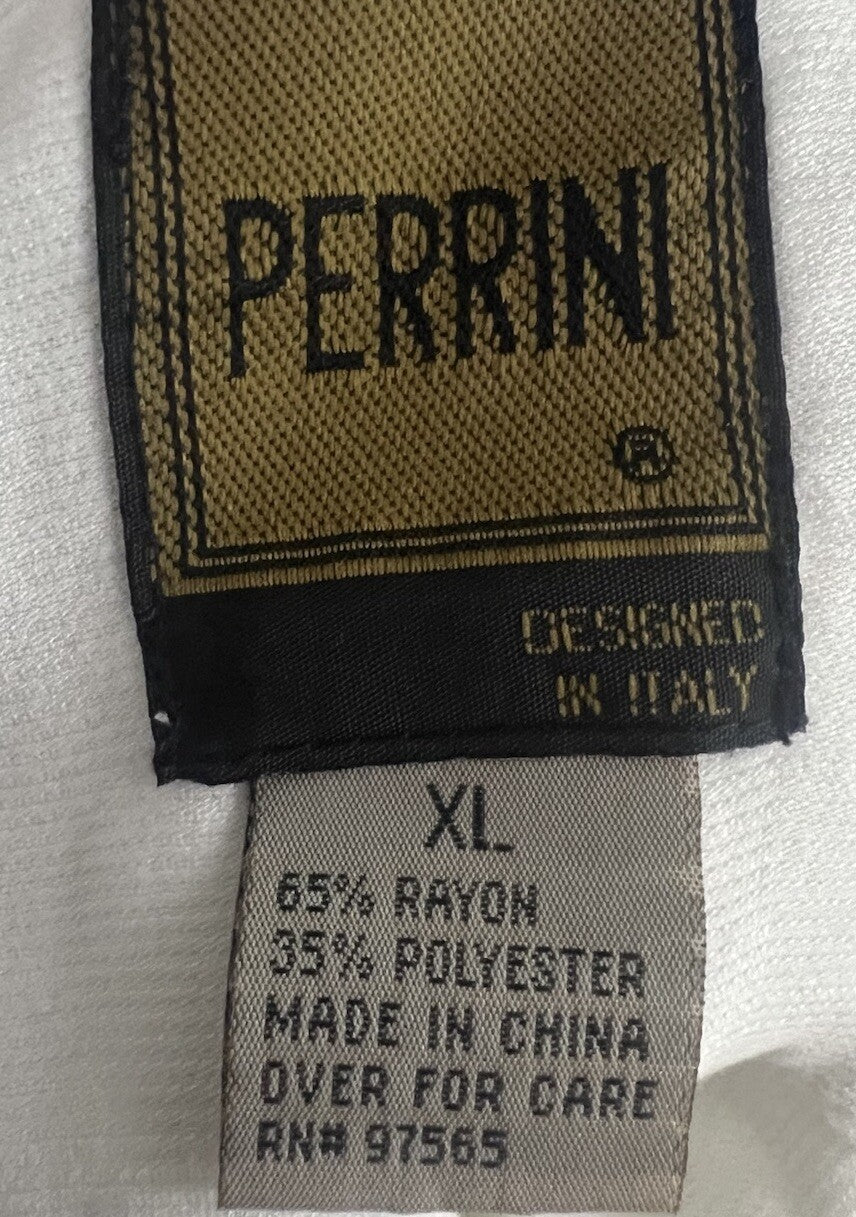 PERRINI
®
DESIGNED
IN ITALY
XL
65% RAYON
35% POLYESTER
MADE IN CHINA
OVER FOR CARE
RN# 97565